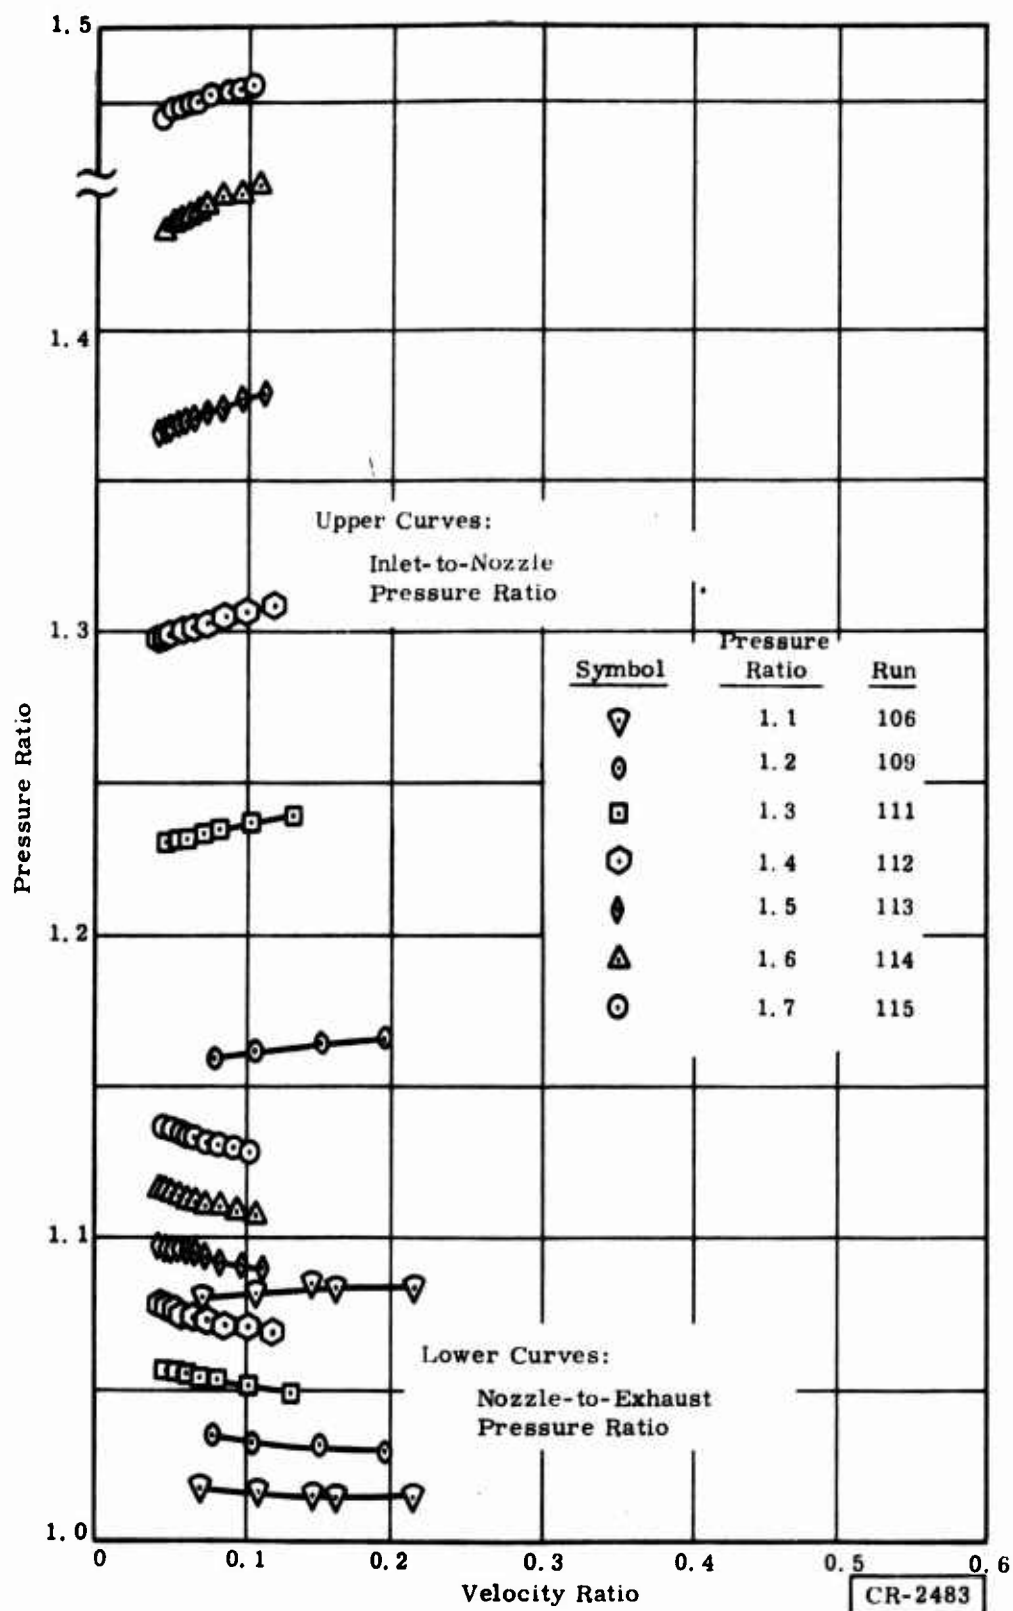 1.5
1.4
1.3
1.2
1.1
1.0
Pressure Ratio
Upper Curves:
Inlet-to-Nozzle
Pressure Ratio
Symbol Pressure Ratio Run
1.1 106
1.2 109
1.3 111
1.4 112
1.5 113
1.6 114
1.7 115
Lower Curves:
Nozzle-to-Exhaust
Pressure Ratio
0 0.1 0.2 0.3 0.4 0.5 0.6
Velocity Ratio
CR-2483